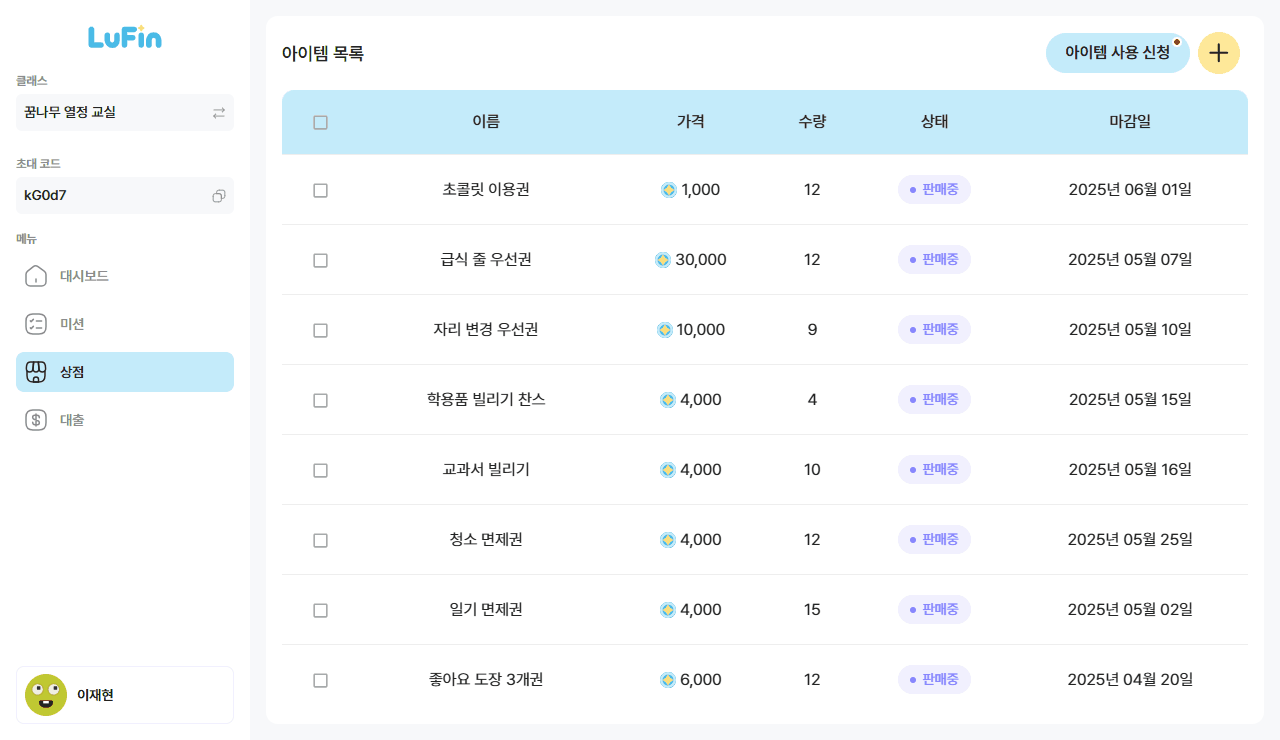 LuFin
클래스
꿈나무 열정 교실
초대 코드
kG0d7
메뉴
대시보드
미션
상점
대출
이재현
아이템 목록
아이템 사용 신청
이름 가격 수량 상태 마감일
초콜릿 이용권 1,000 12 판매중 2025년 06월 01일
급식 줄 우선권 30,000 12 판매중 2025년 05월 07일
자리 변경 우선권 10,000 9 판매중 2025년 05월 10일
학용품 빌리기 찬스 4,000 4 판매중 2025년 05월 15일
교과서 빌리기 4,000 10 판매중 2025년 05월 16일
청소 면제권 4,000 12 판매중 2025년 05월 25일
일기 면제권 4,000 15 판매중 2025년 05월 02일
좋아요 도장 3개권 6,000 12 판매중 2025년 04월 20일